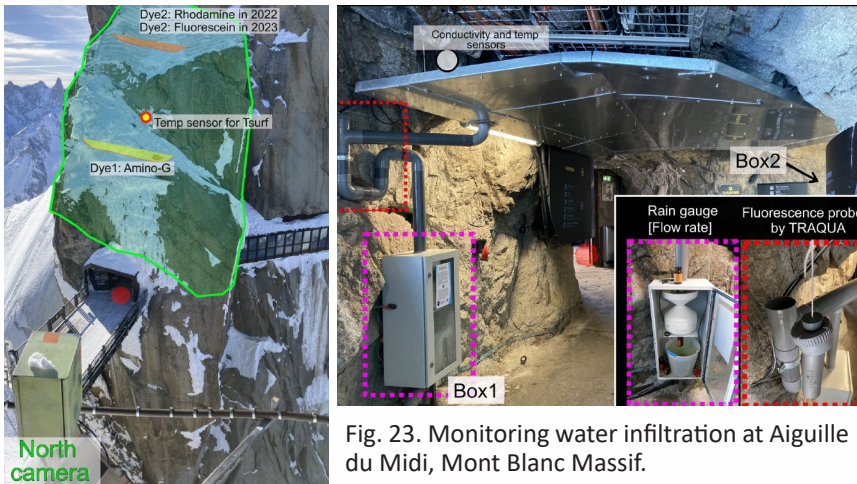 Dye2: Rhodamine in 2022
Dye2: Fluorescein in 2023
Temp sensor for Tsurf
Dye1: Amino-G
North
camera
Conductivity and temp
sensors
Box2
Rain gauge
[Flow rate]
Fluorescence probe
by TRAQUA
Box1
Fig. 23. Monitoring water infiltration at Aiguille
du Midi, Mont Blanc Massif.